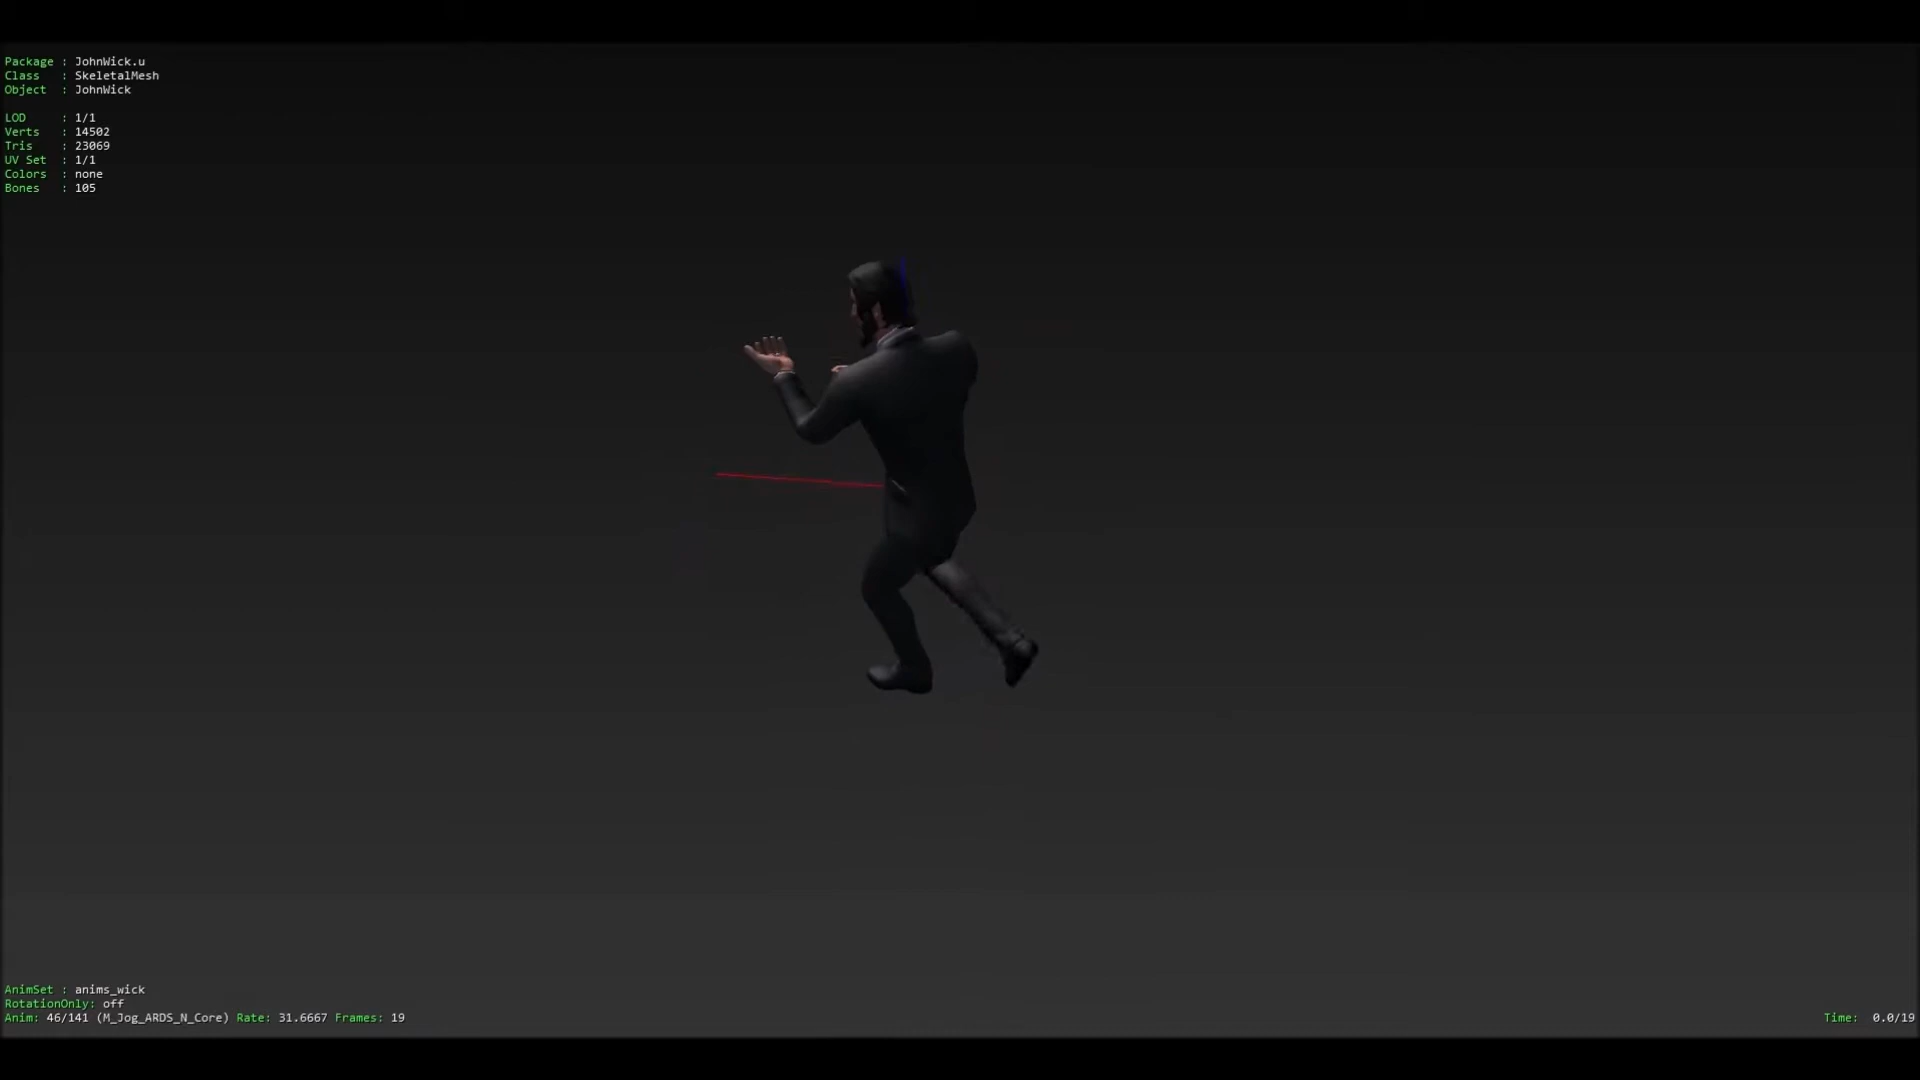 Package : JohnWick.u
Class : SkeletalMesh
Object : JohnWick
LOD : 1/1
Verts : 14502
Tris : 23069
UV Set : 1/1
Colors : none
Bones : 105
AnimSet : anims_wick
RotationOnly: off
Anim: 46/141 (M_Jog_ARDS_N_Core) Rate: 31.6667 Frames: 19
Time: 0.0/19